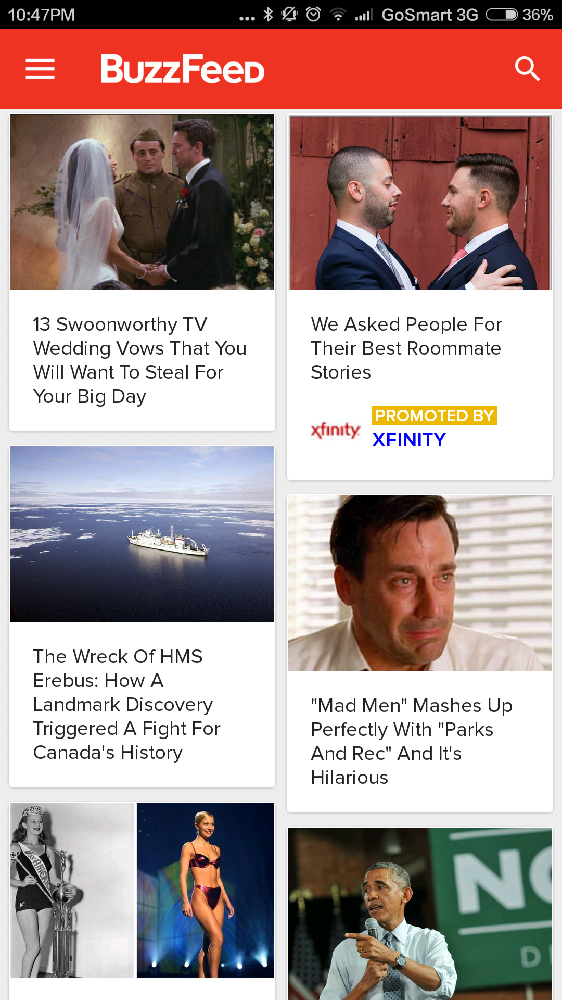 10:47PM
GoSmart 3G
36%
BuzzFeed
13 Swoonworthy TV
Wedding Vows That You
Will Want To Steal For
Your Big Day
We Asked People For
Their Best Roommate
Stories
xfinity
PROMOTED BY
XFINITY
The Wreck Of HMS
Erebus: How A
Landmark Discovery
Triggered A Fight For
Canada's History
"Mad Men" Mashes Up
Perfectly With "Parks
And Rec" And It's
Hilarious